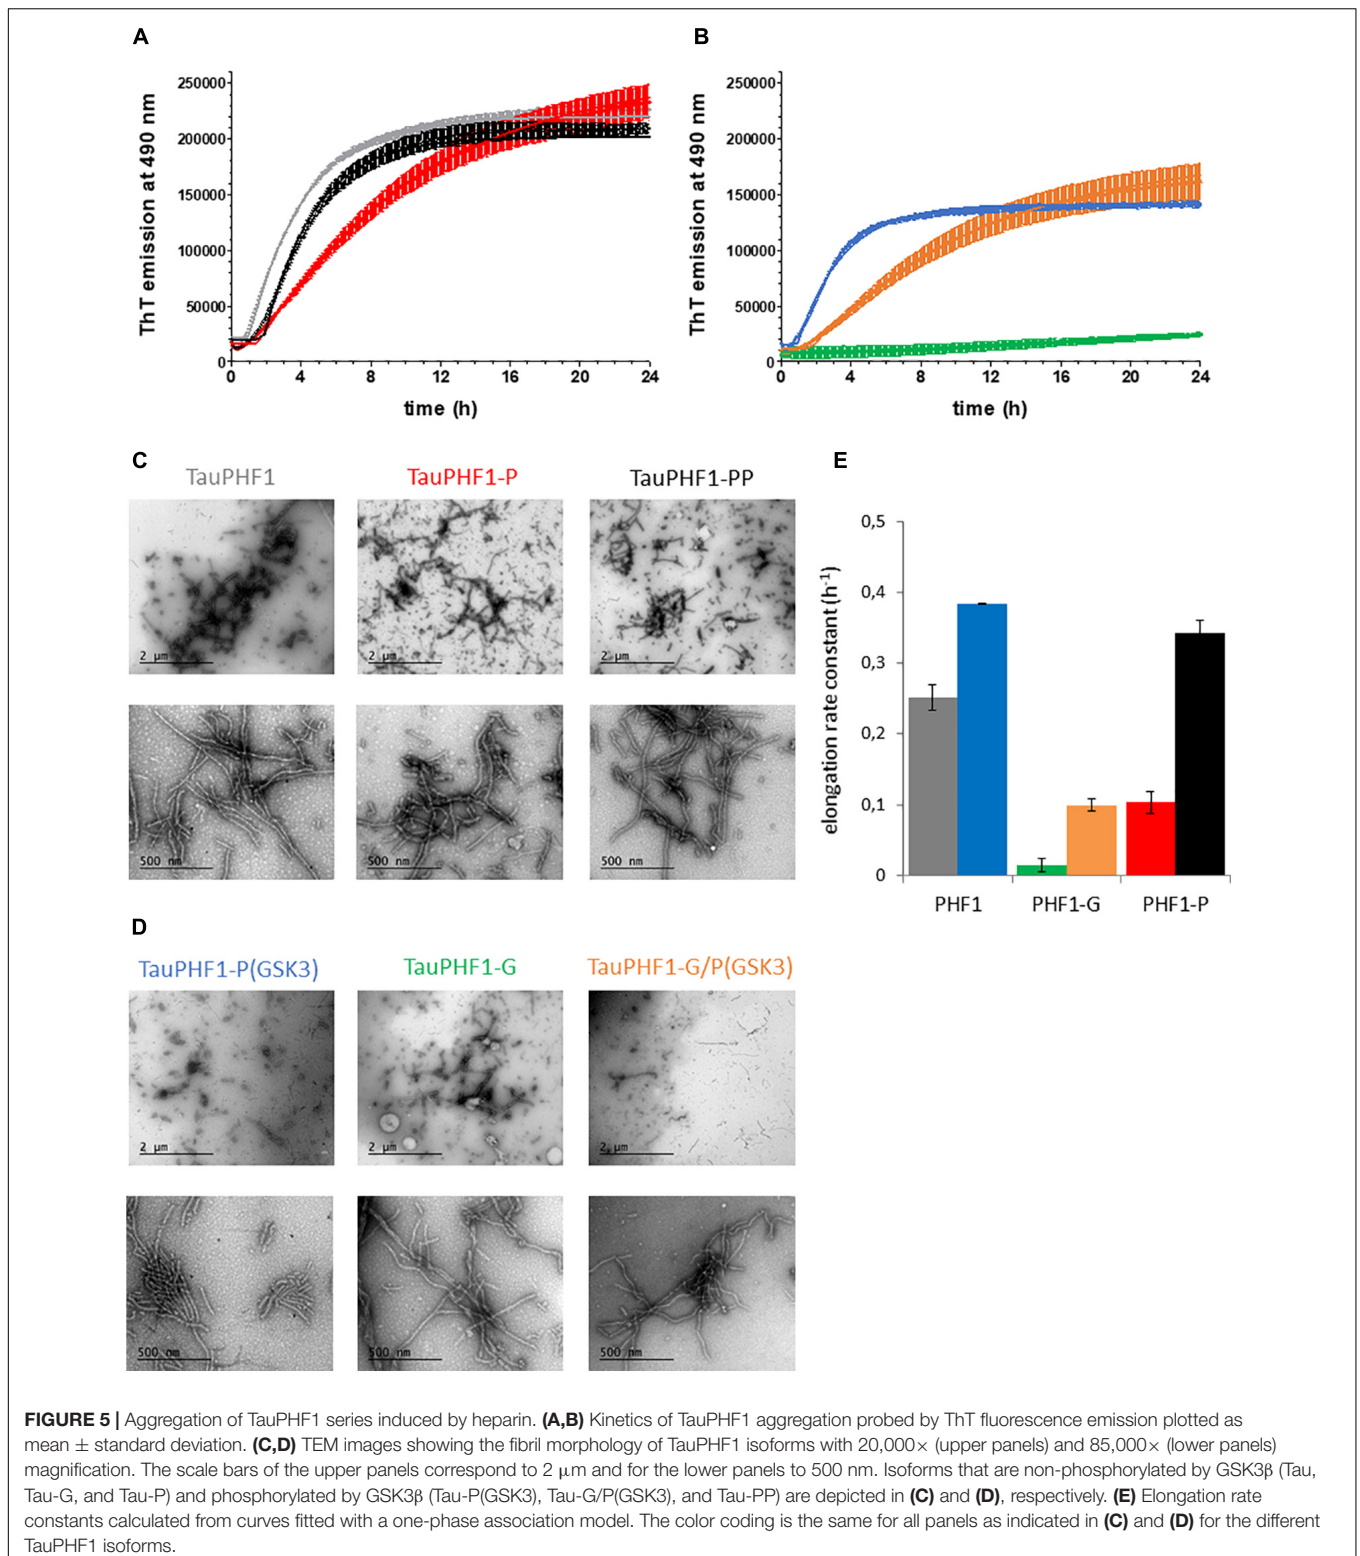 A
B
ThT emission at 490 nm
250000
200000
150000
100000
50000
0
0 4 8 12 16 20 24
time (h)
ThT emission at 490 nm
250000
200000
150000
100000
50000
0
0 4 8 12 16 20 24
time (h)
C
TauPHF1
TauPHF1-P
TauPHF1-PP
2 μm
2 μm
2 μm
500 nm
500 nm
500 nm
D
TauPHF1-P(GSK3)
TauPHF1-G
TauPHF1-G/P(GSK3)
2 μm
2 μm
2 μm
500 nm
500 nm
500 nm
E
elongation rate constant (h-1)
0,5
0,4
0,3
0,2
0,1
0
PHF1
PHF1-G
PHF1-P
FIGURE 5 | Aggregation of TauPHF1 series induced by heparin. (A,B) Kinetics of TauPHF1 aggregation probed by ThT fluorescence emission plotted as
mean ± standard deviation. (C,D) TEM images showing the fibril morphology of TauPHF1 isoforms with 20,000× (upper panels) and 85,000× (lower panels)
magnification. The scale bars of the upper panels correspond to 2 μm and for the lower panels to 500 nm. Isoforms that are non-phosphorylated by GSK3β (Tau,
Tau-G, and Tau-P) and phosphorylated by GSK3β (Tau-P(GSK3), Tau-G/P(GSK3), and Tau-PP) are depicted in (C) and (D), respectively. (E) Elongation rate
constants calculated from curves fitted with a one-phase association model. The color coding is the same for all panels as indicated in (C) and (D) for the different
TauPHF1 isoforms.